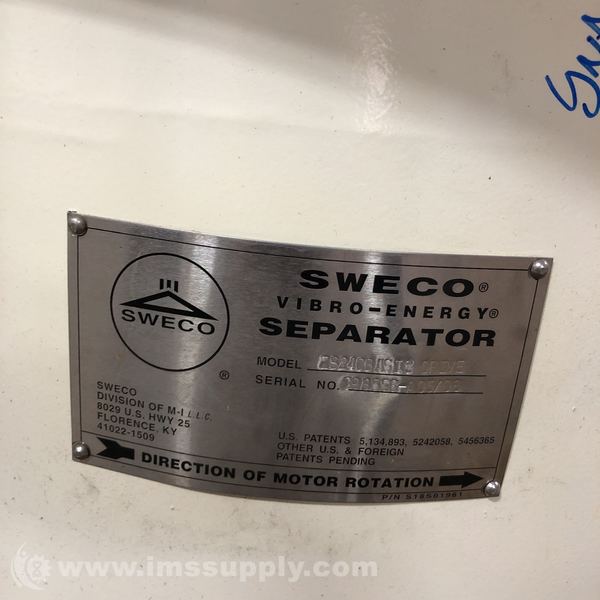 SWECO®
VIBRO-ENERGY®
SEPARATOR
SWECO
®
MODEL
SERIAL NO.
SWECO
DIVISION OF M-I L.L.C.
8029 U.S. HWY 25
FLORENCE, KY
41022-1509
U.S. PATENTS 5,134,893, 5242058, 5456365
OTHER U.S. & FOREIGN
PATENTS PENDING
DIRECTION OF MOTOR ROTATION
P/N S18501961
www.imssupply.com